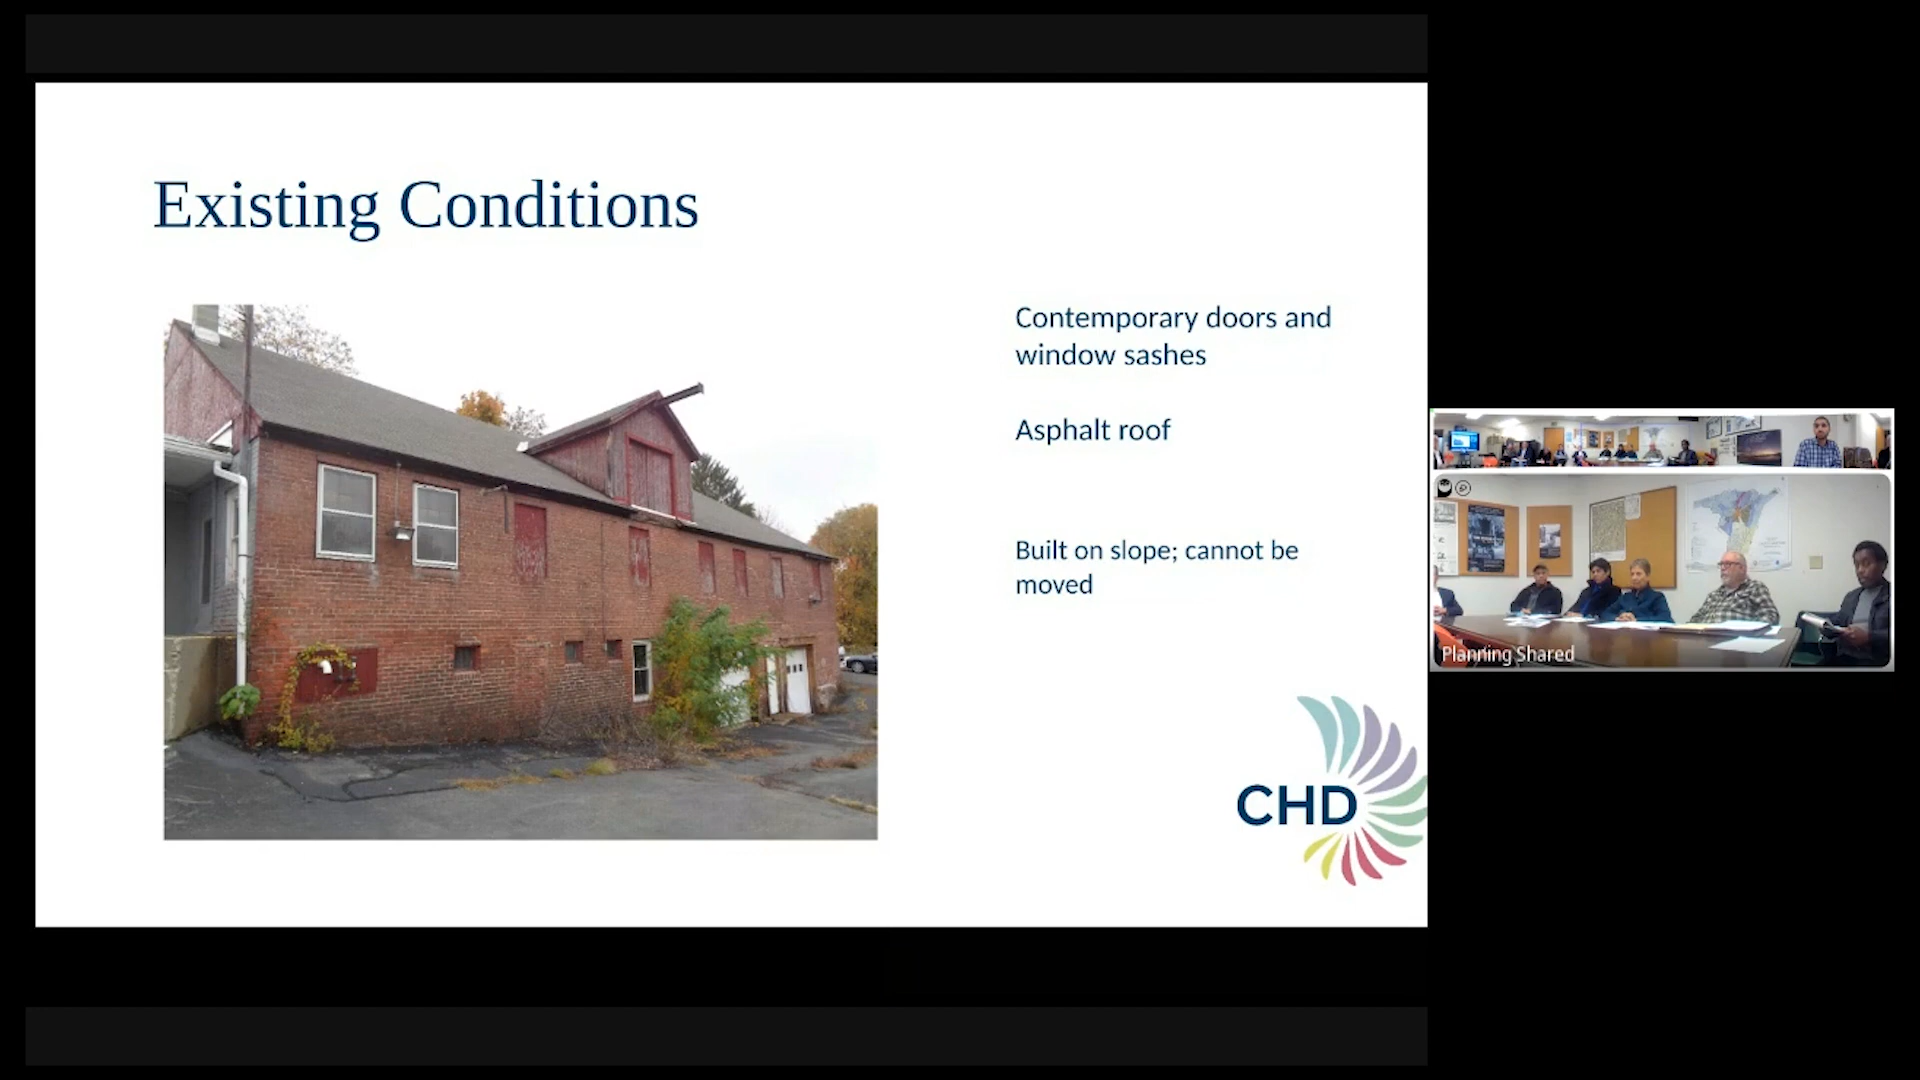 Existing Conditions
Contemporary doors and
window sashes
Asphalt roof
Built on slope; cannot be
moved
CHD
Planning Shared